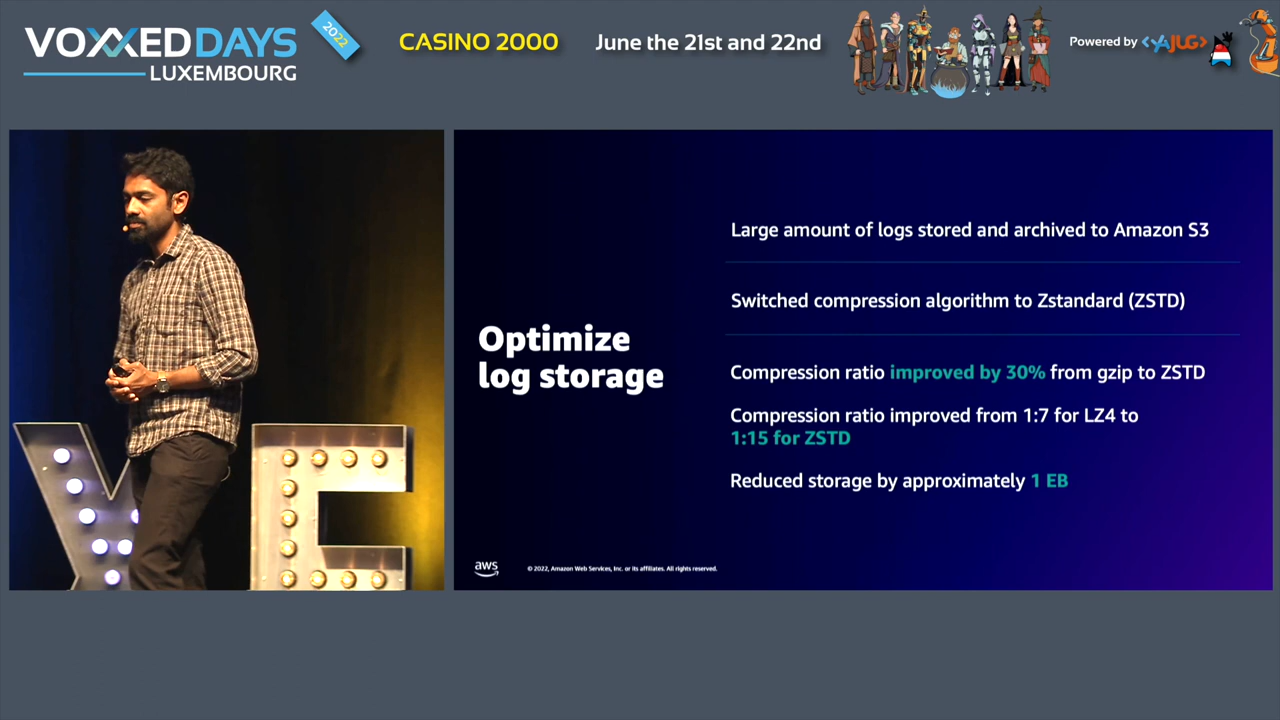 VOXXEDDAYS
LUXEMBOURG
2022
CASINO 2000
June the 21st and 22nd
Powered by <YAJUG>
Optimize
log storage
Large amount of logs stored and archived to Amazon S3
Switched compression algorithm to Zstandard (ZSTD)
Compression ratio improved by 30% from gzip to ZSTD
Compression ratio improved from 1:7 for LZ4 to
1:15 for ZSTD
Reduced storage by approximately 1 EB
aws
© 2022, Amazon Web Services, Inc. or its affiliates. All rights reserved.
V E